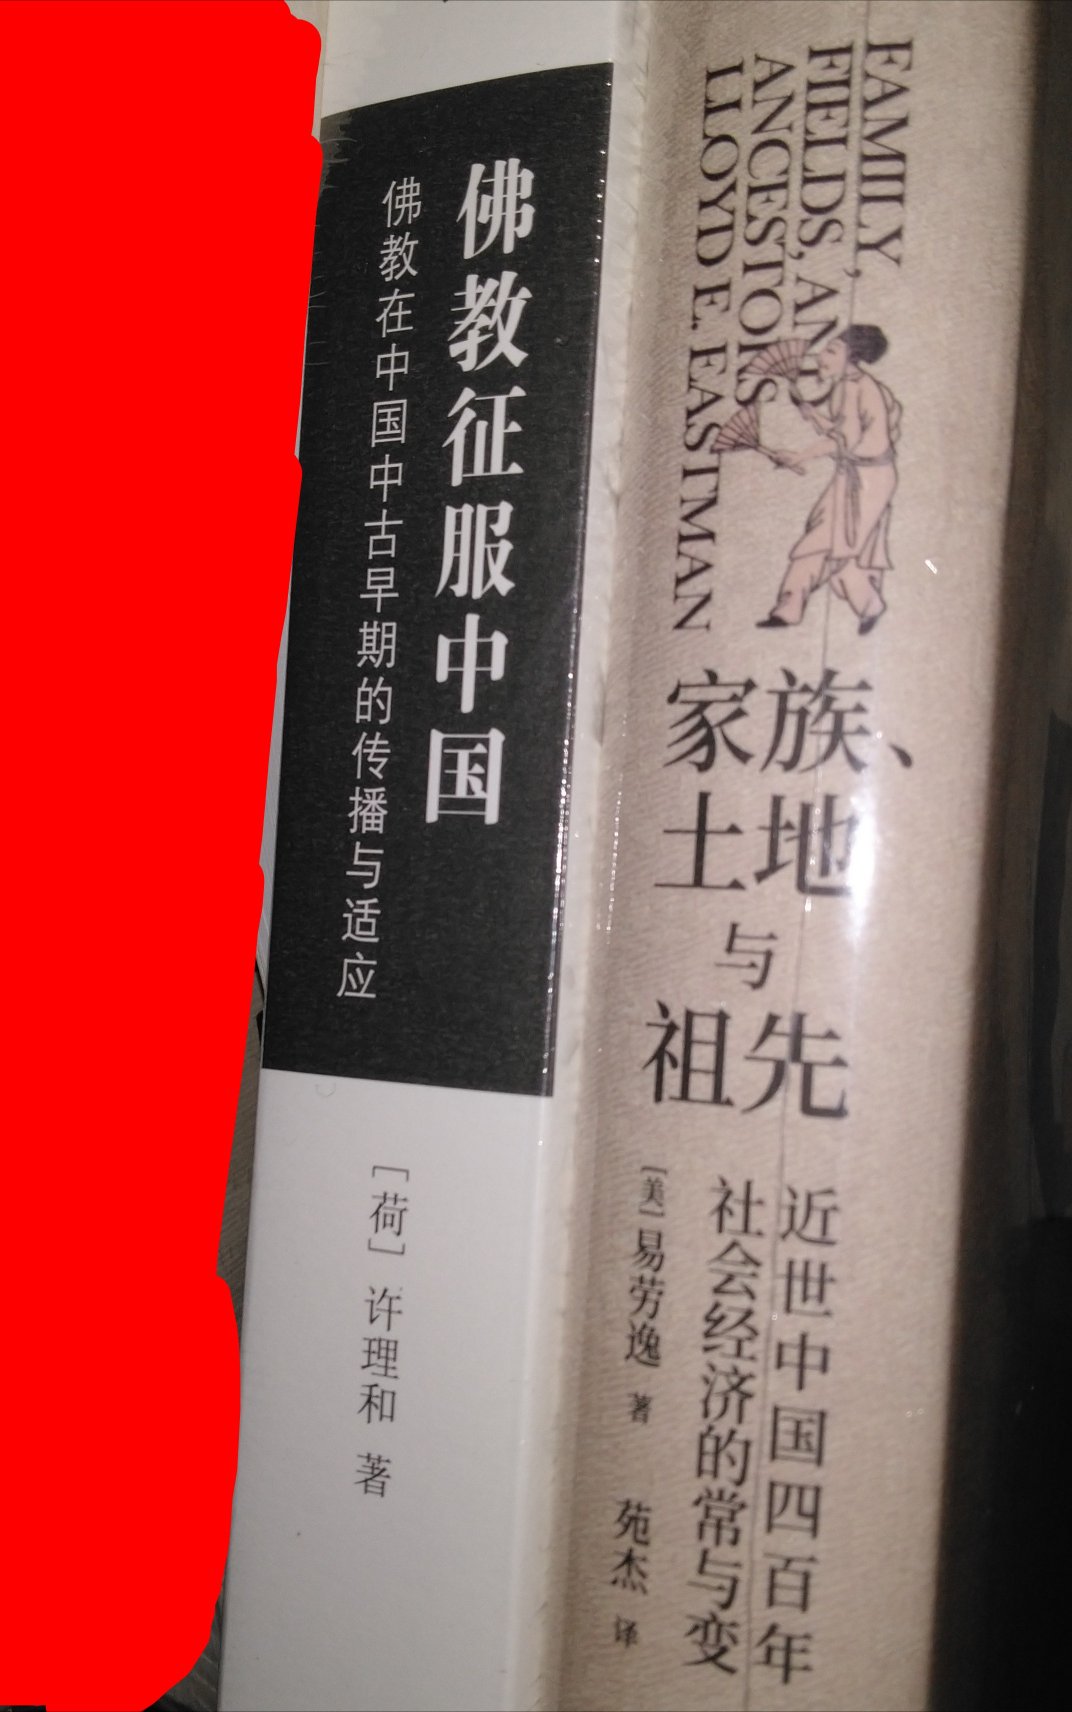 佛教征服中国
佛教在中国中古早期的传播与适应
[荷] 许理和 著
FAMILY,
FIELDS, AND
ANCESTORS
LLOYD E. EASTMAN
家族、
土地
与
祖先
近世中国四百年
社会经济的常与变
[美] 易劳逸 著 苑杰 译